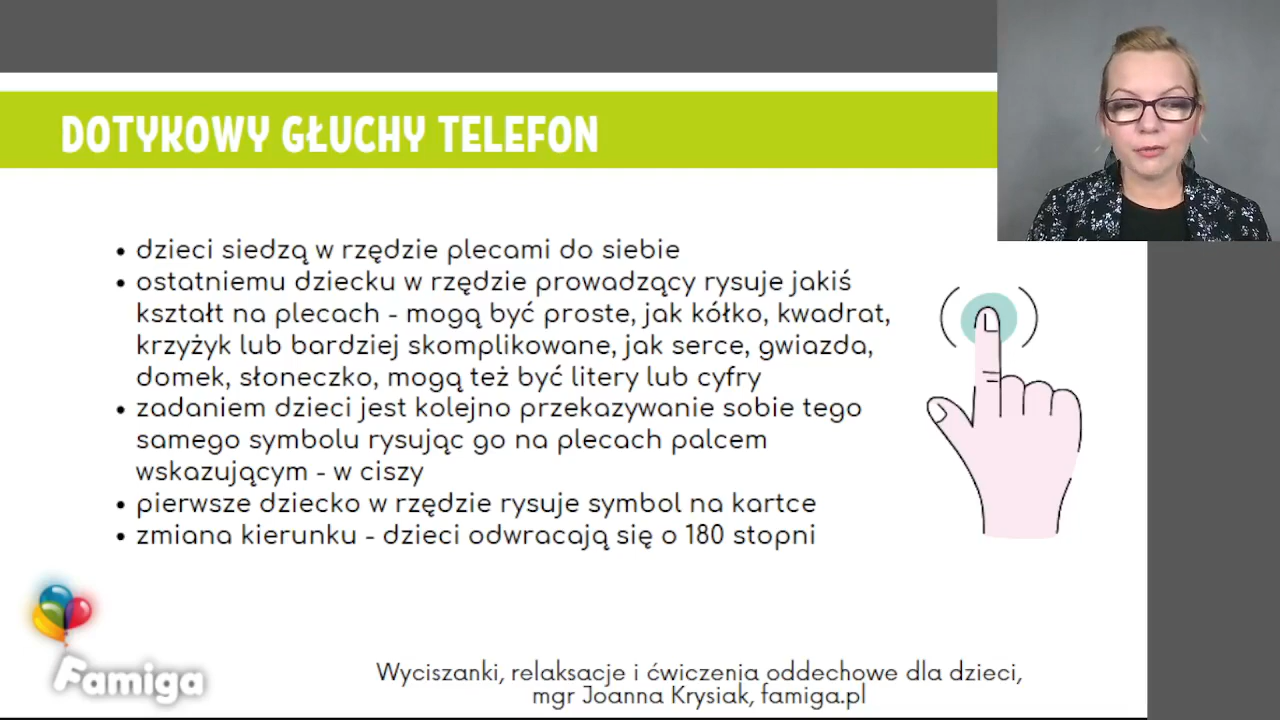 DOTYKOWY GŁUCHY TELEFON
• dzieci siedzą w rzędzie plecami do siebie
• ostatniemu dziecku w rzędzie prowadzący rysuje jakiś
kształt na plecach - mogą być proste, jak kółko, kwadrat,
krzyżyk lub bardziej skomplikowane, jak serce, gwiazda,
domek, słoneczko, mogą też być litery lub cyfry
• zadaniem dzieci jest kolejno przekazywanie sobie tego
samego symbolu rysując go na plecach palcem
wskazującym - w ciszy
• pierwsze dziecko w rzędzie rysuje symbol na kartce
• zmiana kierunku - dzieci odwracają się o 180 stopni
Famiga
Wyciszanki, relaksacje i ćwiczenia oddechowe dla dzieci,
mgr Joanna Krysiak, famiga.pl